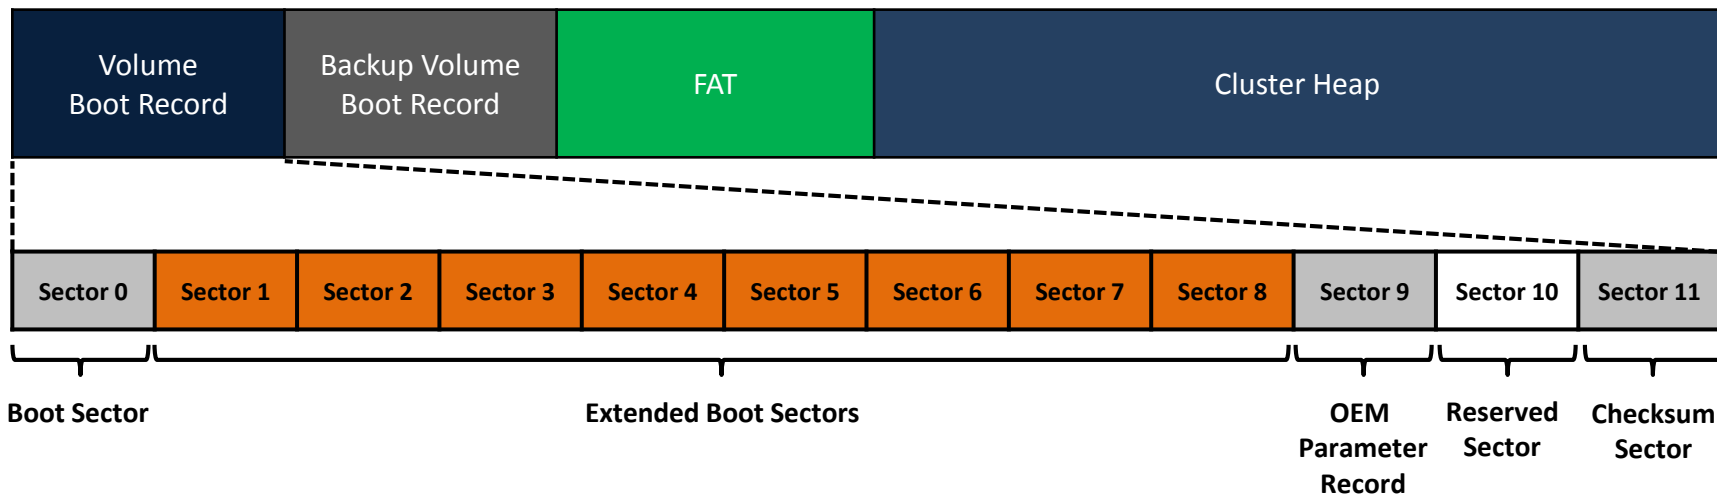 Volume
Boot Record
Backup Volume
Boot Record
FAT
Cluster Heap
Sector 0
Sector 1
Sector 2
Sector 3
Sector 4
Sector 5
Sector 6
Sector 7
Sector 8
Sector 9
Sector 10
Sector 11
Boot Sector
Extended Boot Sectors
OEM
Parameter
Record
Reserved
Sector
Checksum
Sector